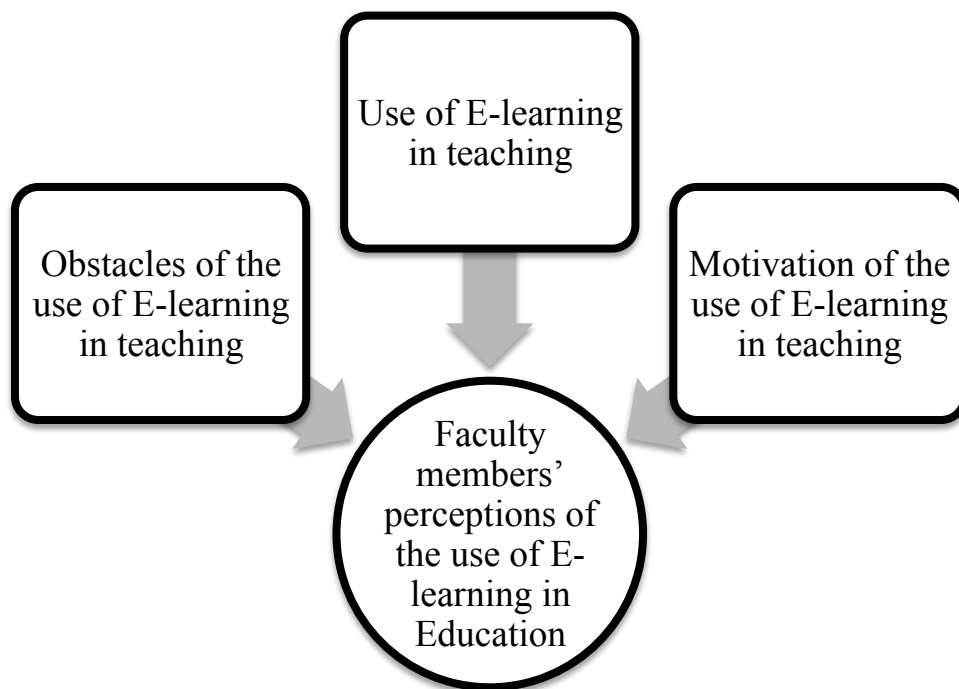 Use of E-learning
in teaching
Obstacles of the
use of E-learning
in teaching
Motivation of the
use of E-learning
in teaching
Faculty
members’
perceptions of
the use of E-
learning in
Education